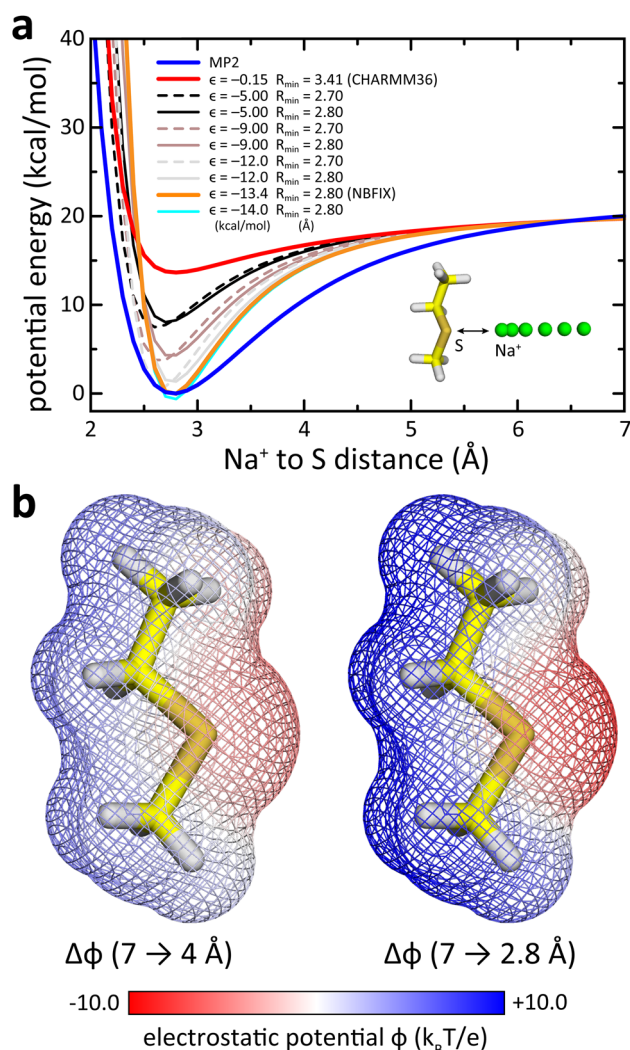 a
potential energy (kcal/mol)
40
30
20
10
0
MP2
ϵ = −0.15 Rmin = 3.41 (CHARMM36)
ϵ = −5.00 Rmin = 2.70
ϵ = −5.00 Rmin = 2.80
ϵ = −9.00 Rmin = 2.70
ϵ = −9.00 Rmin = 2.80
ϵ = −12.0 Rmin = 2.70
ϵ = −12.0 Rmin = 2.80
ϵ = −13.4 Rmin = 2.80 (NBFIX)
ϵ = −14.0 Rmin = 2.80
(kcal/mol) (Å)
S
Na⁺
2 3 4 5 6 7
Na⁺ to S distance (Å)
b
Δϕ (7 → 4 Å) Δϕ (7 → 2.8 Å)
-10.0 +10.0
electrostatic potential ϕ (kBT/e)